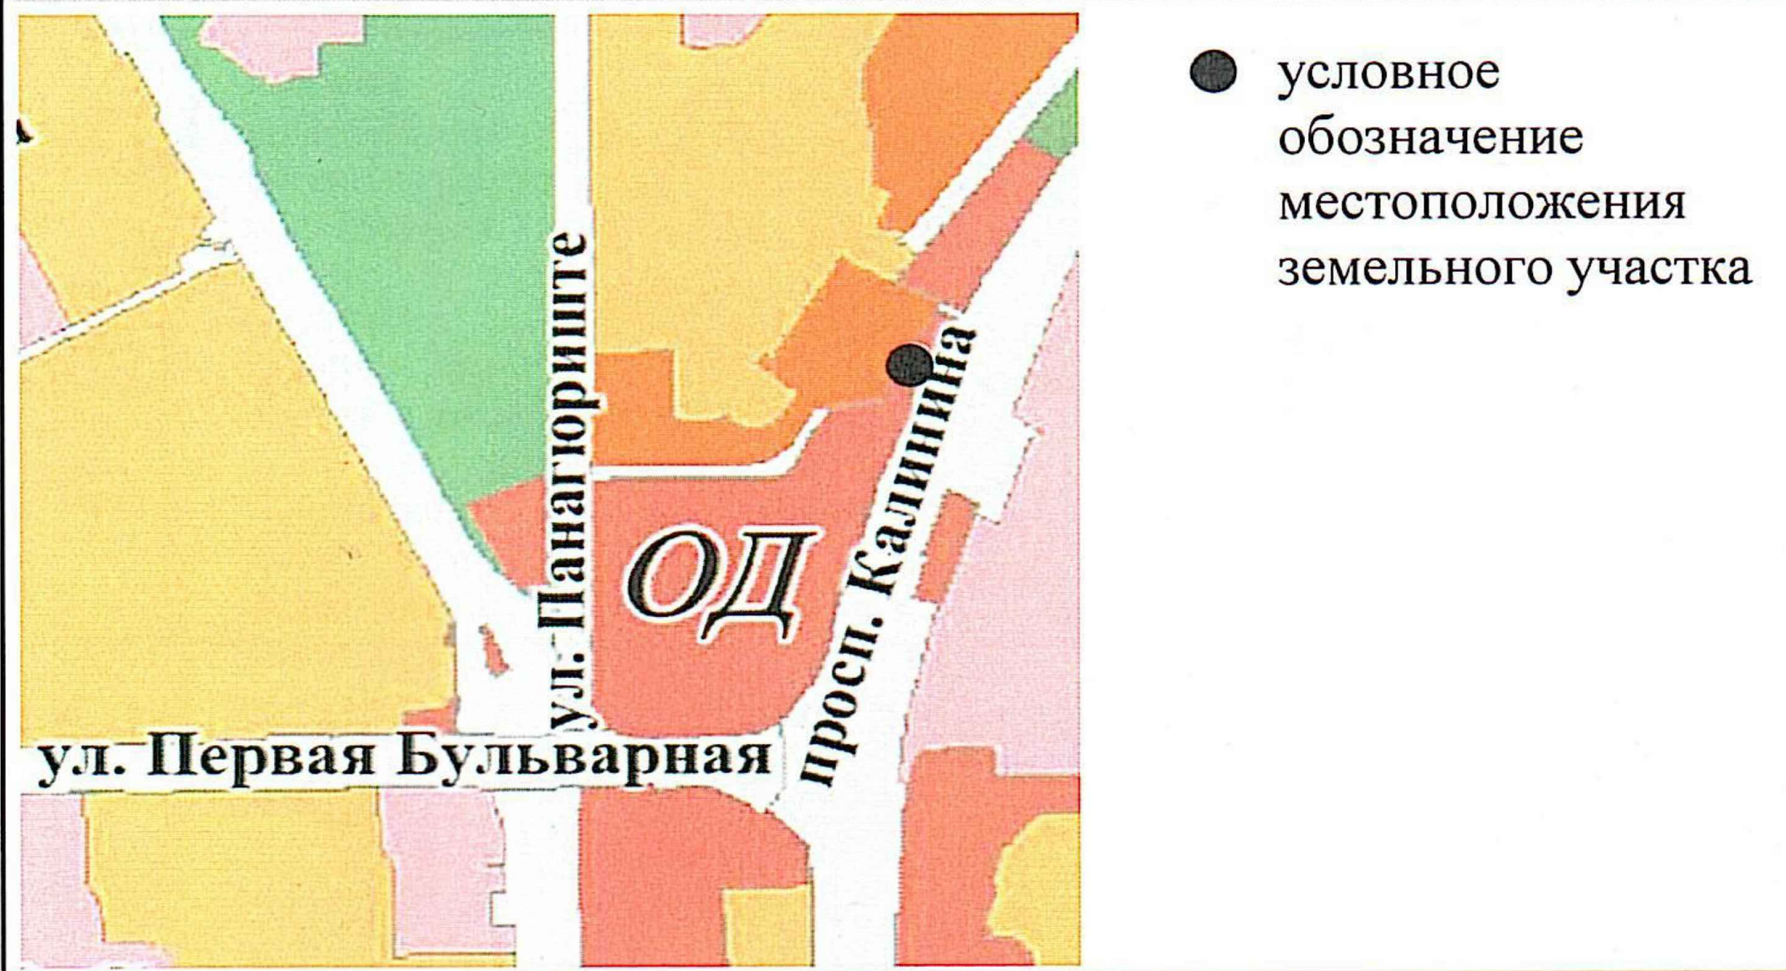 условное
обозначение
местоположения
земельного участка
ул. Панагюриште
просп. Калинина
ОД
ул. Первая Бульварная